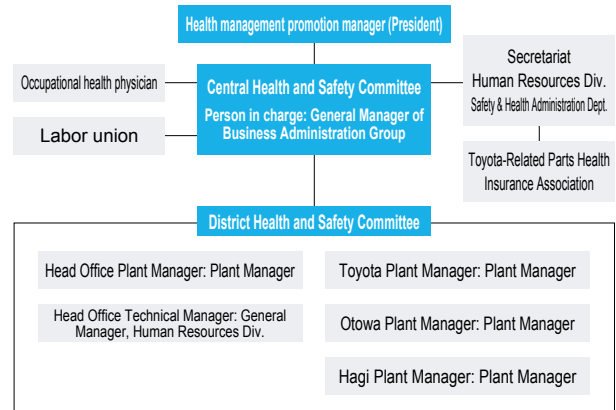 Health management promotion manager (President)
Occupational health physician
Labor union
Central Health and Safety Committee
Person in charge: General Manager of
Business Administration Group
Secretariat
Human Resources Div.
Safety & Health Administration Dept.
Toyota-Related Parts Health
Insurance Association
District Health and Safety Committee
Head Office Plant Manager: Plant Manager
Head Office Technical Manager: General
Manager, Human Resources Div.
Toyota Plant Manager: Plant Manager
Otowa Plant Manager: Plant Manager
Hagi Plant Manager: Plant Manager